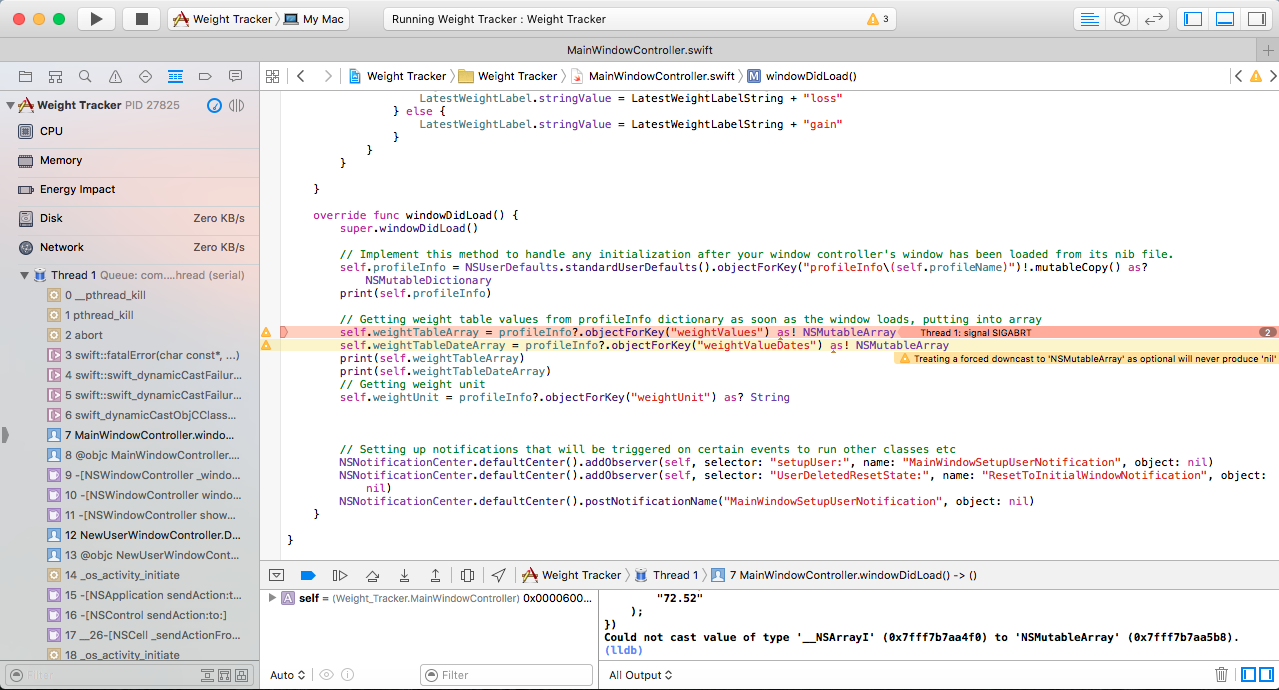 Weight Tracker My Mac Running Weight Tracker : Weight Tracker 3
MainWindowController.swift
Weight Tracker Weight Tracker MainWindowController.swift M windowDidLoad()
Weight Tracker PID 27825
CPU
Memory
Energy Impact
Disk Zero KB/s
Network Zero KB/s
Thread 1 Queue: com....hread (serial)
0 __pthread_kill
1 pthread_kill
2 abort
3 swift::fatalError(char const*, ...)
4 swift::swift_dynamicCastFailur...
5 swift::swift_dynamicCastFailur...
6 swift_dynamicCastObjCClass...
7 MainWindowController.windo...
8 @objc MainWindowController....
9 -[NSWindowController _windo...
10 -[NSWindowController windo...
11 -[NSWindowController show...
12 NewUserWindowController.D...
13 @objc NewUserWindowCont...
14 _os_activity_initiate
15 -[NSApplication sendAction:t...
16 -[NSControl sendAction:to:]
17 __26-[NSCell _sendActionFro...
18 _os_activity_initiate
Filter
LatestWeightLabel.stringValue = LatestWeightLabelString + "loss"
} else {
LatestWeightLabel.stringValue = LatestWeightLabelString + "gain"
}
}
}
}
override func windowDidLoad() {
super.windowDidLoad()
// Implement this method to handle any initialization after your window controller's window has been loaded from its nib file.
self.profileInfo = NSUserDefaults.standardUserDefaults().objectForKey("profileInfo\(self.profileName)")!.mutableCopy() as?
NSMutableDictionary
print(self.profileInfo)
// Getting weight table values from profileInfo dictionary as soon as the window loads, putting into array
self.weightTableArray = profileInfo?.objectForKey("weightValues") as! NSMutableArray Thread 1: signal SIGABRT 2
self.weightTableDateArray = profileInfo?.objectForKey("weightValueDates") as! NSMutableArray
print(self.weightTableArray) Treating a forced downcast to 'NSMutableArray' as optional will never produce 'nil'
print(self.weightTableDateArray)
// Getting weight unit
self.weightUnit = profileInfo?.objectForKey("weightUnit") as? String
// Setting up notifications that will be triggered on certain events to run other classes etc
NSNotificationCenter.defaultCenter().addObserver(self, selector: "setupUser:", name: "MainWindowSetupUserNotification", object: nil)
NSNotificationCenter.defaultCenter().addObserver(self, selector: "UserDeletedResetState:", name: "ResetToInitialWindowNotification", object:
nil)
NSNotificationCenter.defaultCenter().postNotificationName("MainWindowSetupUserNotification", object: nil)
}
}
Weight Tracker Thread 1 7 MainWindowController.windowDidLoad() -> ()
A self = (Weight_Tracker.MainWindowController) 0x0000600...
Auto Filter
"72.52"
);
})
Could not cast value of type '__NSArrayI' (0x7fff7b7aa4f0) to 'NSMutableArray' (0x7fff7b7aa5b8).
(lldb)
All Output